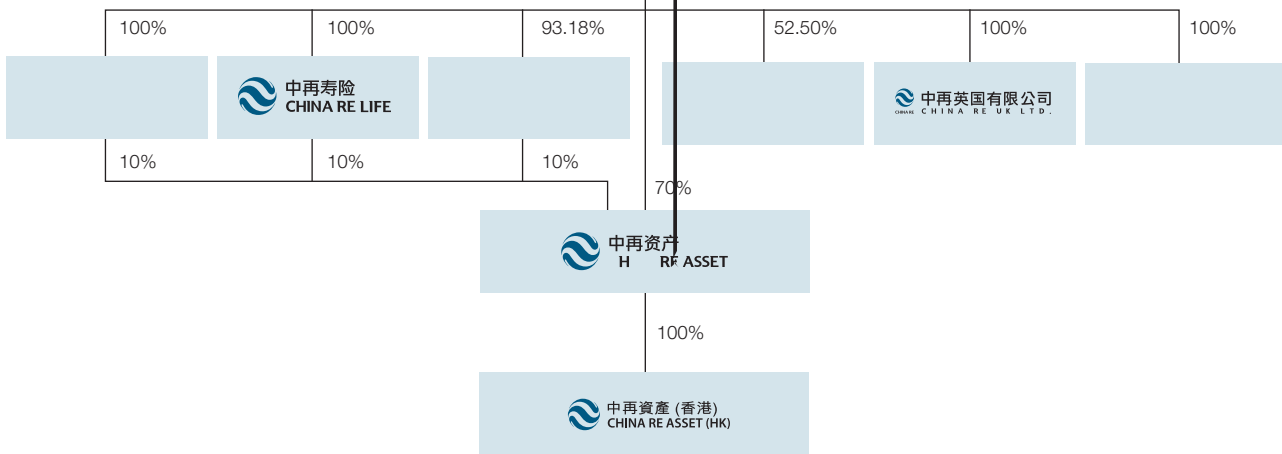 100%
100%
93.18%
52.50%
100%
100%
中再寿险
CHINA RE LIFE
中再英国有限公司
CHINA RE
CHINA RE UK LTD.
10%
10%
10%
70%
中再资产
H RE ASSET
100%
中再資產 (香港)
CHINA RE ASSET (HK)